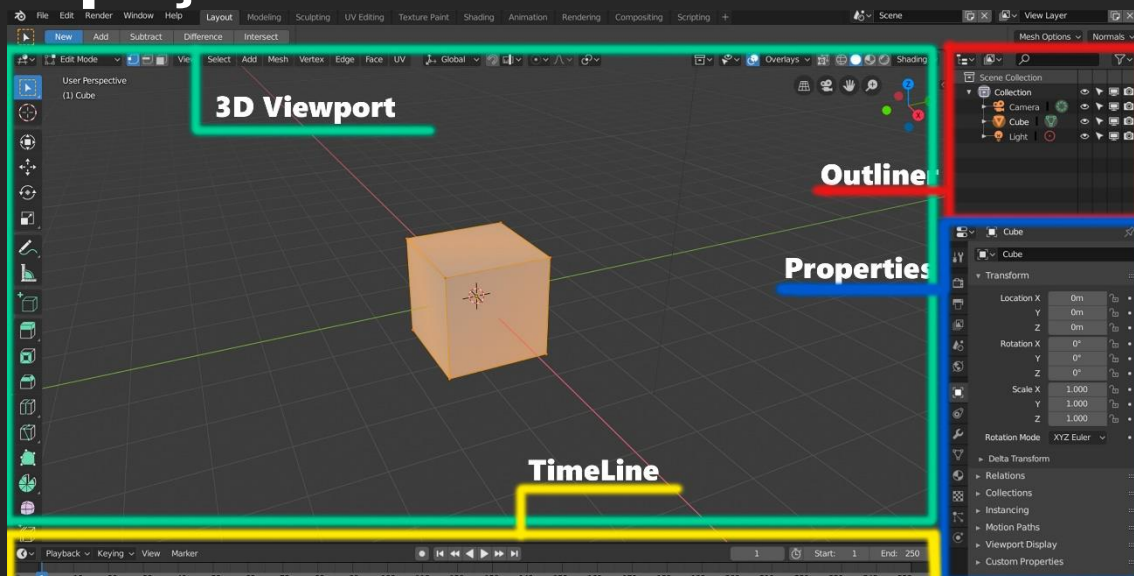 File Edit Render Window Help Layout Modeling Sculpting UV Editing Texture Paint Shading Animation Rendering Compositing Scripting + Scene View Layer
New Add Subtract Difference Intersect Mesh Options Normals
Edit Mode Select Add Mesh Vertex Edge Face UV Global Overlays Shading
User Perspective
(1) Cube
3D Viewport
Z
X
Scene Collection
Collection
Camera
Cube
Light
Outliner
Cube
Cube
Properties
Transform
Location X 0m
Y 0m
Z 0m
Rotation X 0°
Y 0°
Z 0°
Scale X 1.000
Y 1.000
Z 1.000
Rotation Mode XYZ Euler
Delta Transform
Relations
Collections
Instancing
Motion Paths
Viewport Display
Custom Properties
TimeLine
Playback Keying View Marker 1 Start: 1 End: 250